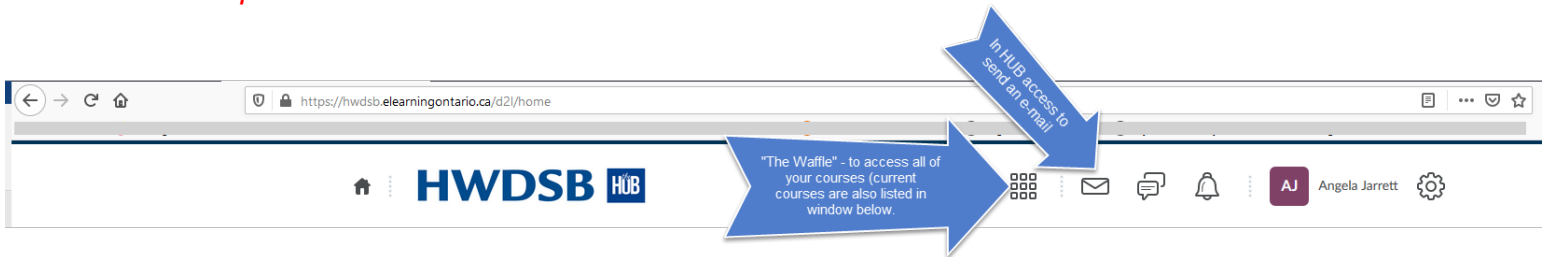 In HUB access to
send an e-mail
https://hwdsb.elearningontario.ca/d2l/home
HWDSB HÜB
"The Waffle" - to access all of
your courses (current
courses are also listed in
window below.
AJ Angela Jarrett